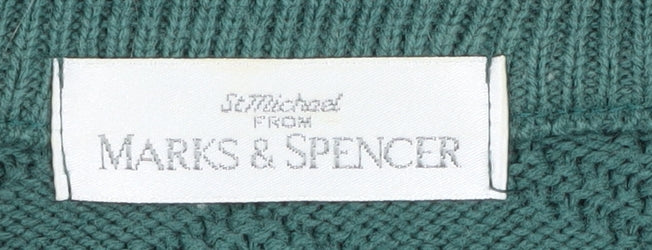 St Michael
FROM
MARKS & SPENCER